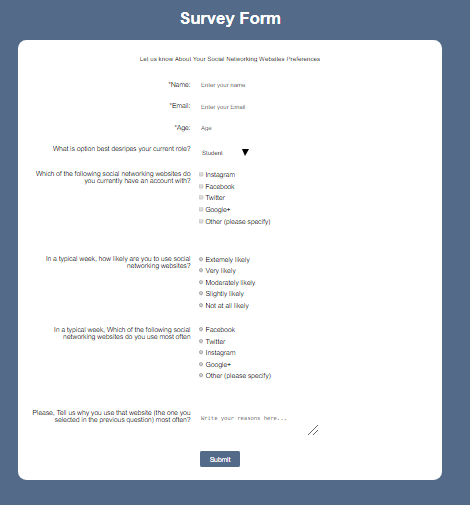 Survey Form
Let us know About Your Social Networking Websites Preferences
*Name: Enter your name
*Email: Enter your Email
*Age: Age
What is option best desripes your current role? Student
Which of the following social networking websites do
you currently have an account with?
Instagram
Facebook
Twitter
Google+
Other (please specify)
In a typical week, how likely are you to use social
networking websites?
Extemely likely
Very likely
Moderately likely
Slightly likely
Not at all likely
In a typical week, Which of the following social
networking websites do you use most often
Facebook
Twitter
Instagram
Google+
Other (please specify)
Please, Tell us why you use that website (the one you
selected in the previous question) most often?
Write your reasons here...
Submit